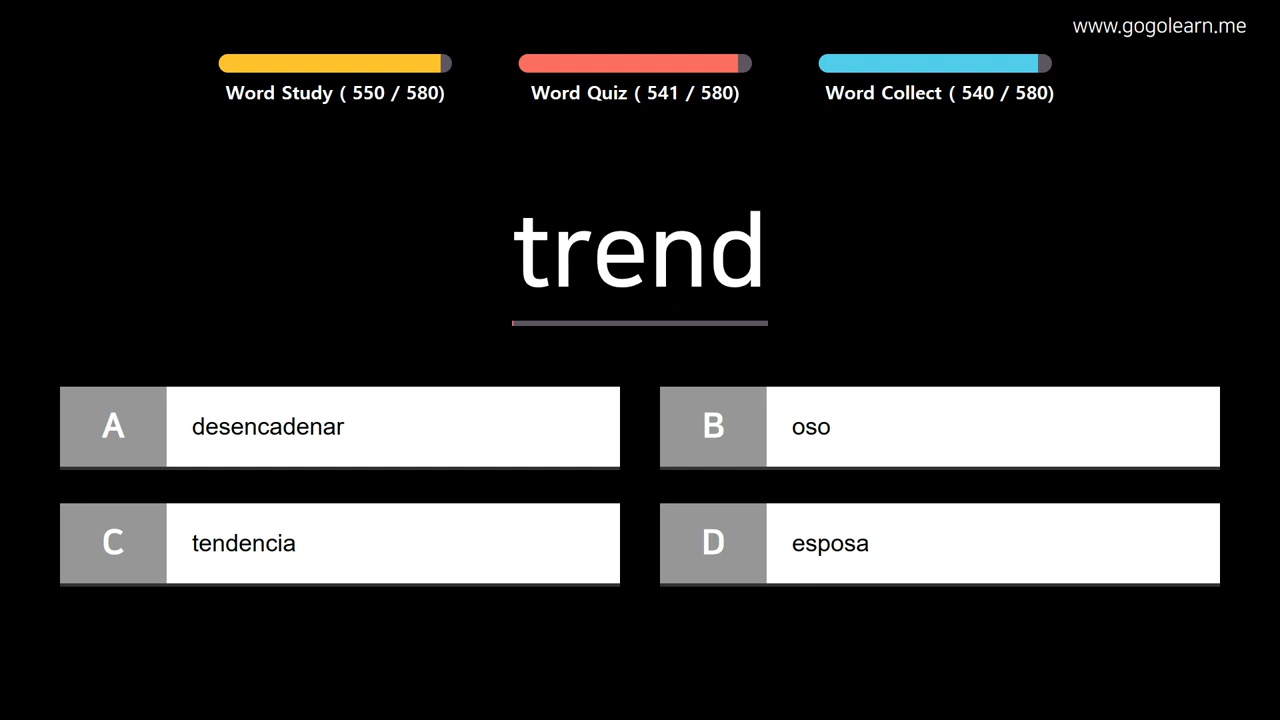 www.gogolearn.me
Word Study ( 550 / 580)
Word Quiz ( 541 / 580)
Word Collect ( 540 / 580)
trend
A desencadenar
B oso
C tendencia
D esposa